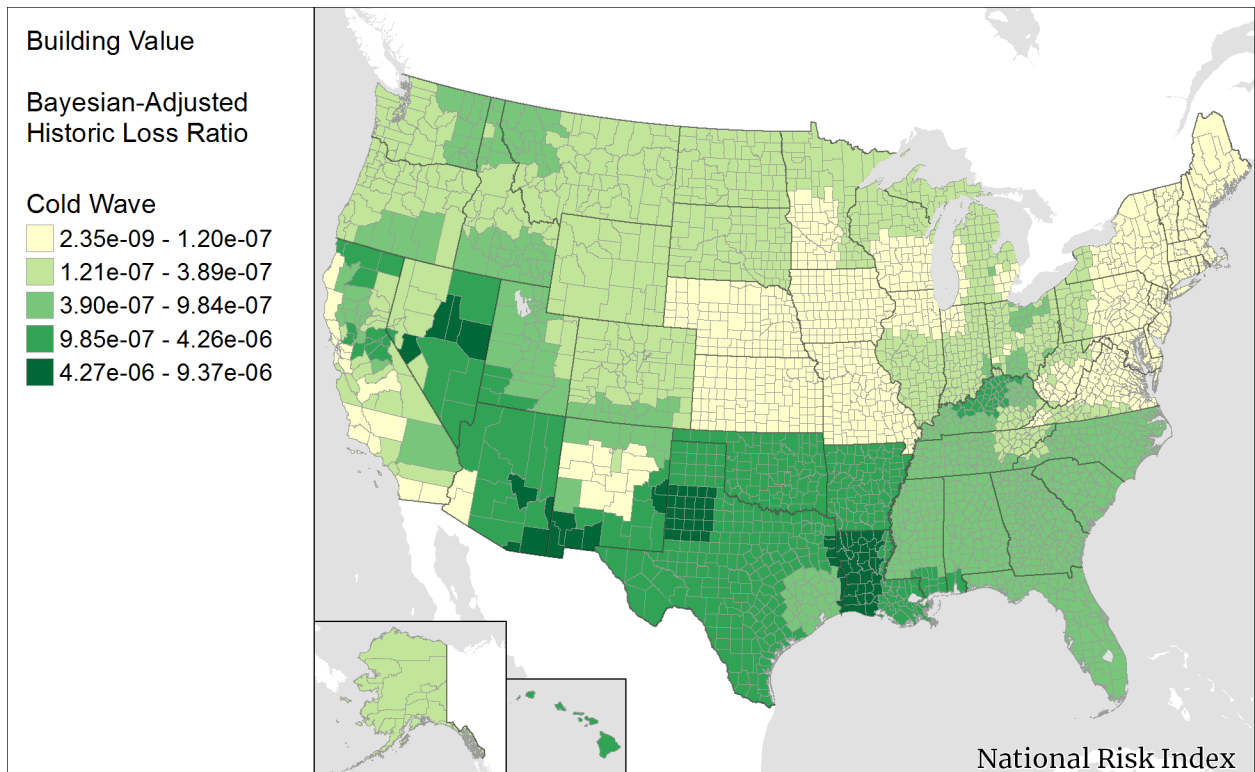 Building Value
Bayesian-Adjusted
Historic Loss Ratio
Cold Wave
2.35e-09 - 1.20e-07
1.21e-07 - 3.89e-07
3.90e-07 - 9.84e-07
9.85e-07 - 4.26e-06
4.27e-06 - 9.37e-06
National Risk Index